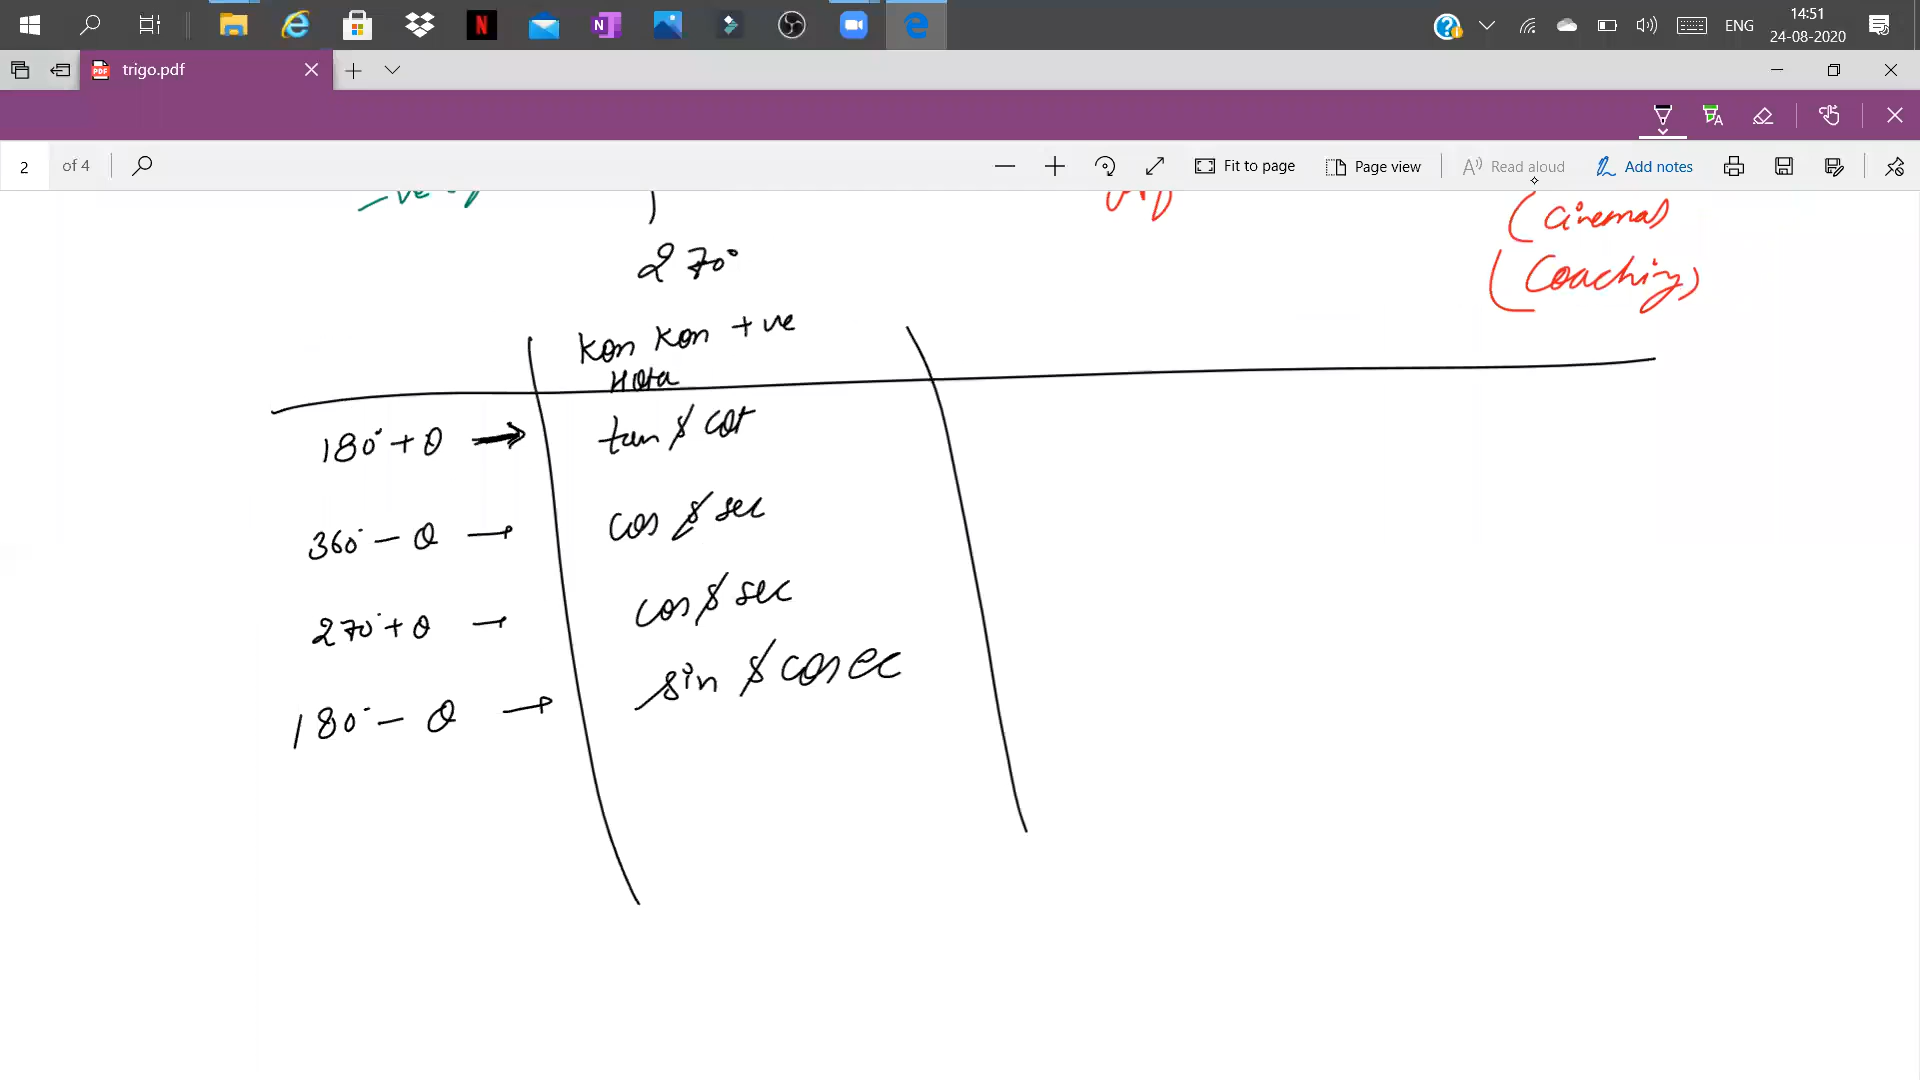 14:51
ENG
24-08-2020
trigo.pdf
2 of 4
Fit to page
Page view
Read aloud
Add notes
-ve
(Cinema)
270°
(Coaching)
Kon Kon +ve
Hota
180° + θ → tan & cot
360° - θ → cos & sec
270° + θ → cos & sec
180° - θ → sin & cosec